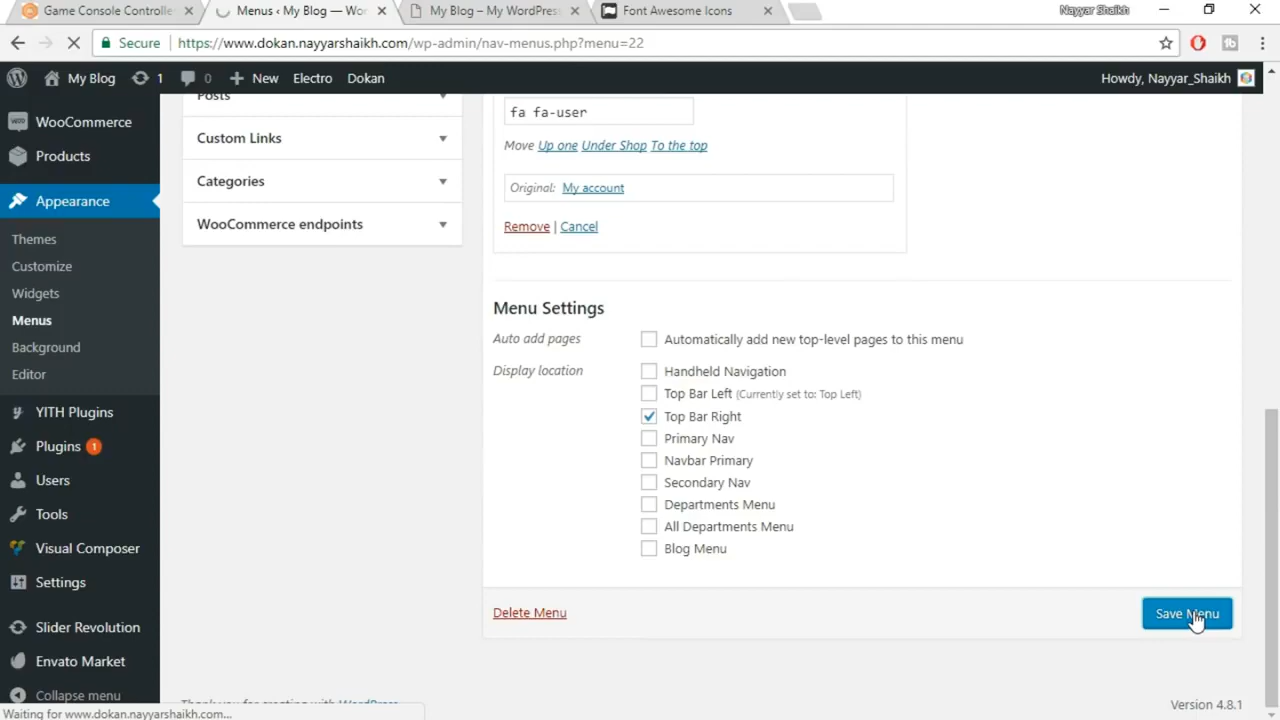 Game Console Controlle
Menus ‹ My Blog — Wor
My Blog – My WordPress
Font Awesome Icons
Nayyar Shaikh
Secure
https://www.dokan.nayyarshaikh.com/wp-admin/nav-menus.php?menu=22
My Blog
1
0
New
Electro
Dokan
Howdy, Nayyar_Shaikh
WooCommerce
Products
Appearance
Themes
Customize
Widgets
Menus
Background
Editor
YITH Plugins
Plugins 1
Users
Tools
Visual Composer
Settings
Slider Revolution
Envato Market
Collapse menu
Posts
Custom Links
Categories
WooCommerce endpoints
fa fa-user
Move Up one Under Shop To the top
Original: My account
Remove | Cancel
Menu Settings
Auto add pages
Automatically add new top-level pages to this menu
Display location
Handheld Navigation
Top Bar Left (Currently set to: Top Left)
Top Bar Right
Primary Nav
Navbar Primary
Secondary Nav
Departments Menu
All Departments Menu
Blog Menu
Delete Menu
Save Menu
Thank you for creating with WordPress
Version 4.8.1
Waiting for www.dokan.nayyarshaikh.com...